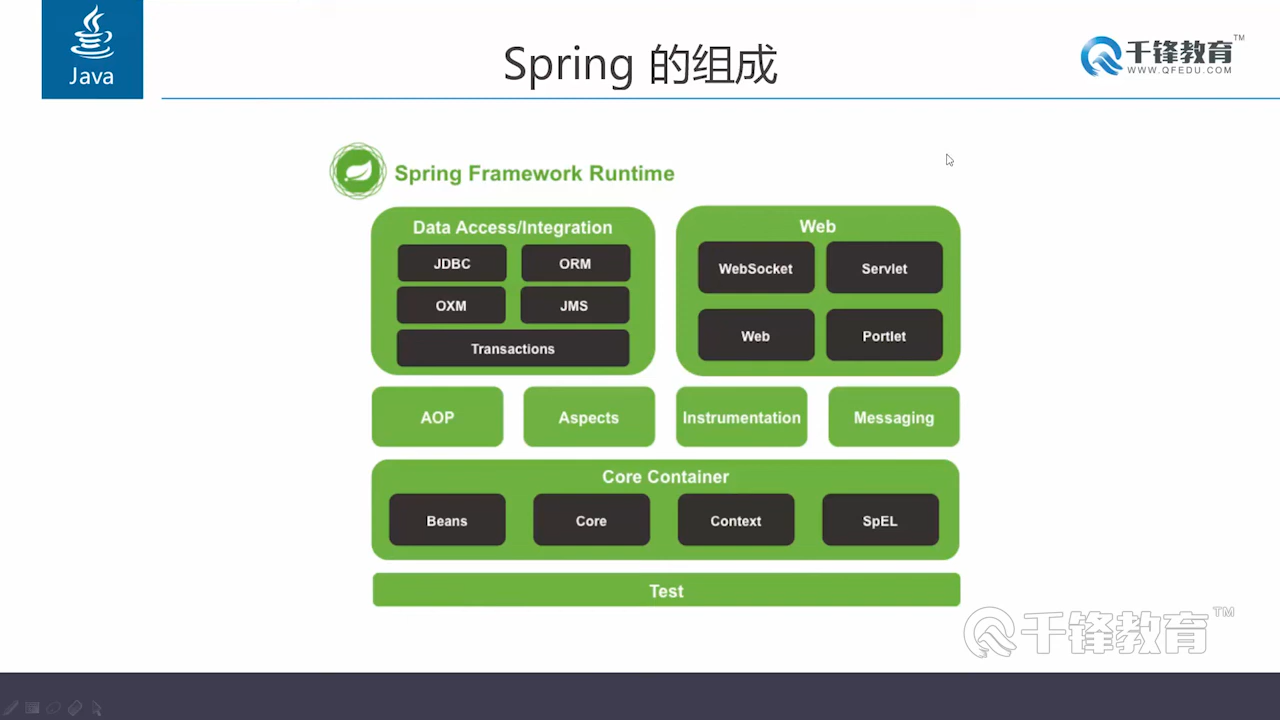 Java
Spring 的组成
千锋教育™
WWW.QFEDU.COM
Spring Framework Runtime
Data Access/Integration
JDBC
ORM
OXM
JMS
Transactions
Web
WebSocket
Servlet
Web
Portlet
AOP
Aspects
Instrumentation
Messaging
Core Container
Beans
Core
Context
SpEL
Test
千锋教育™